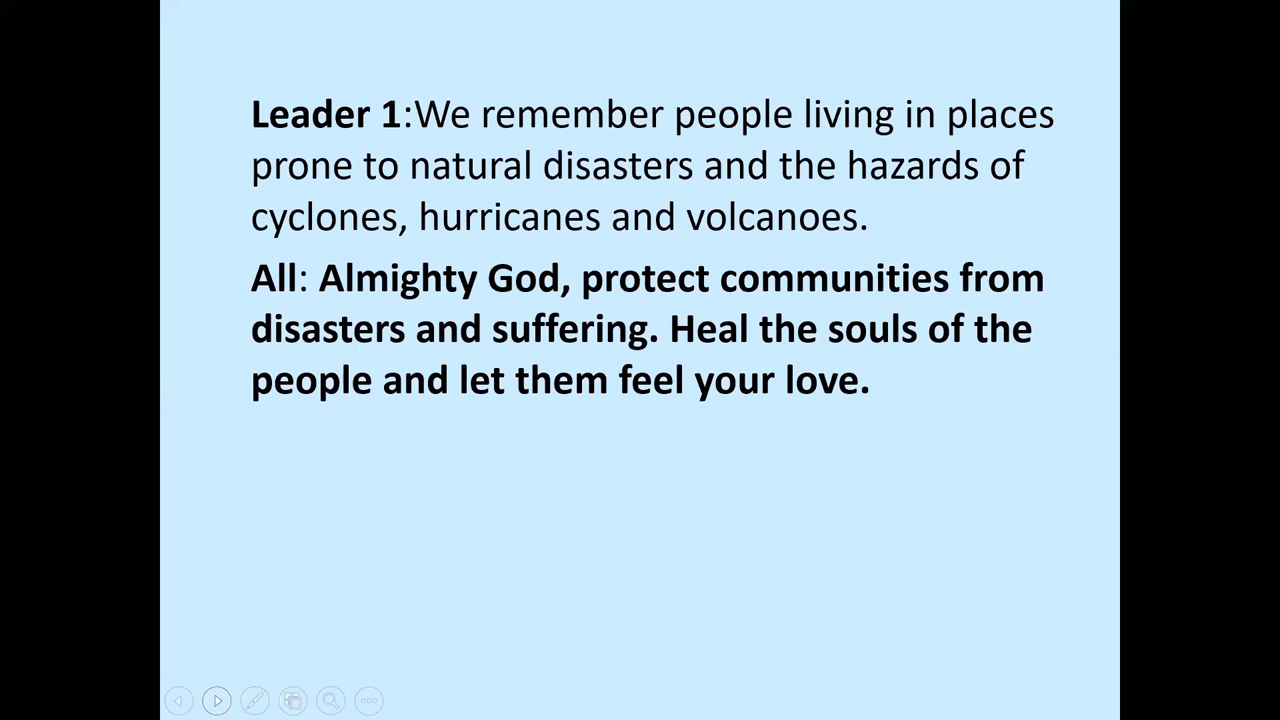 Leader 1:We remember people living in places
prone to natural disasters and the hazards of
cyclones, hurricanes and volcanoes.
All: Almighty God, protect communities from
disasters and suffering. Heal the souls of the
people and let them feel your love.